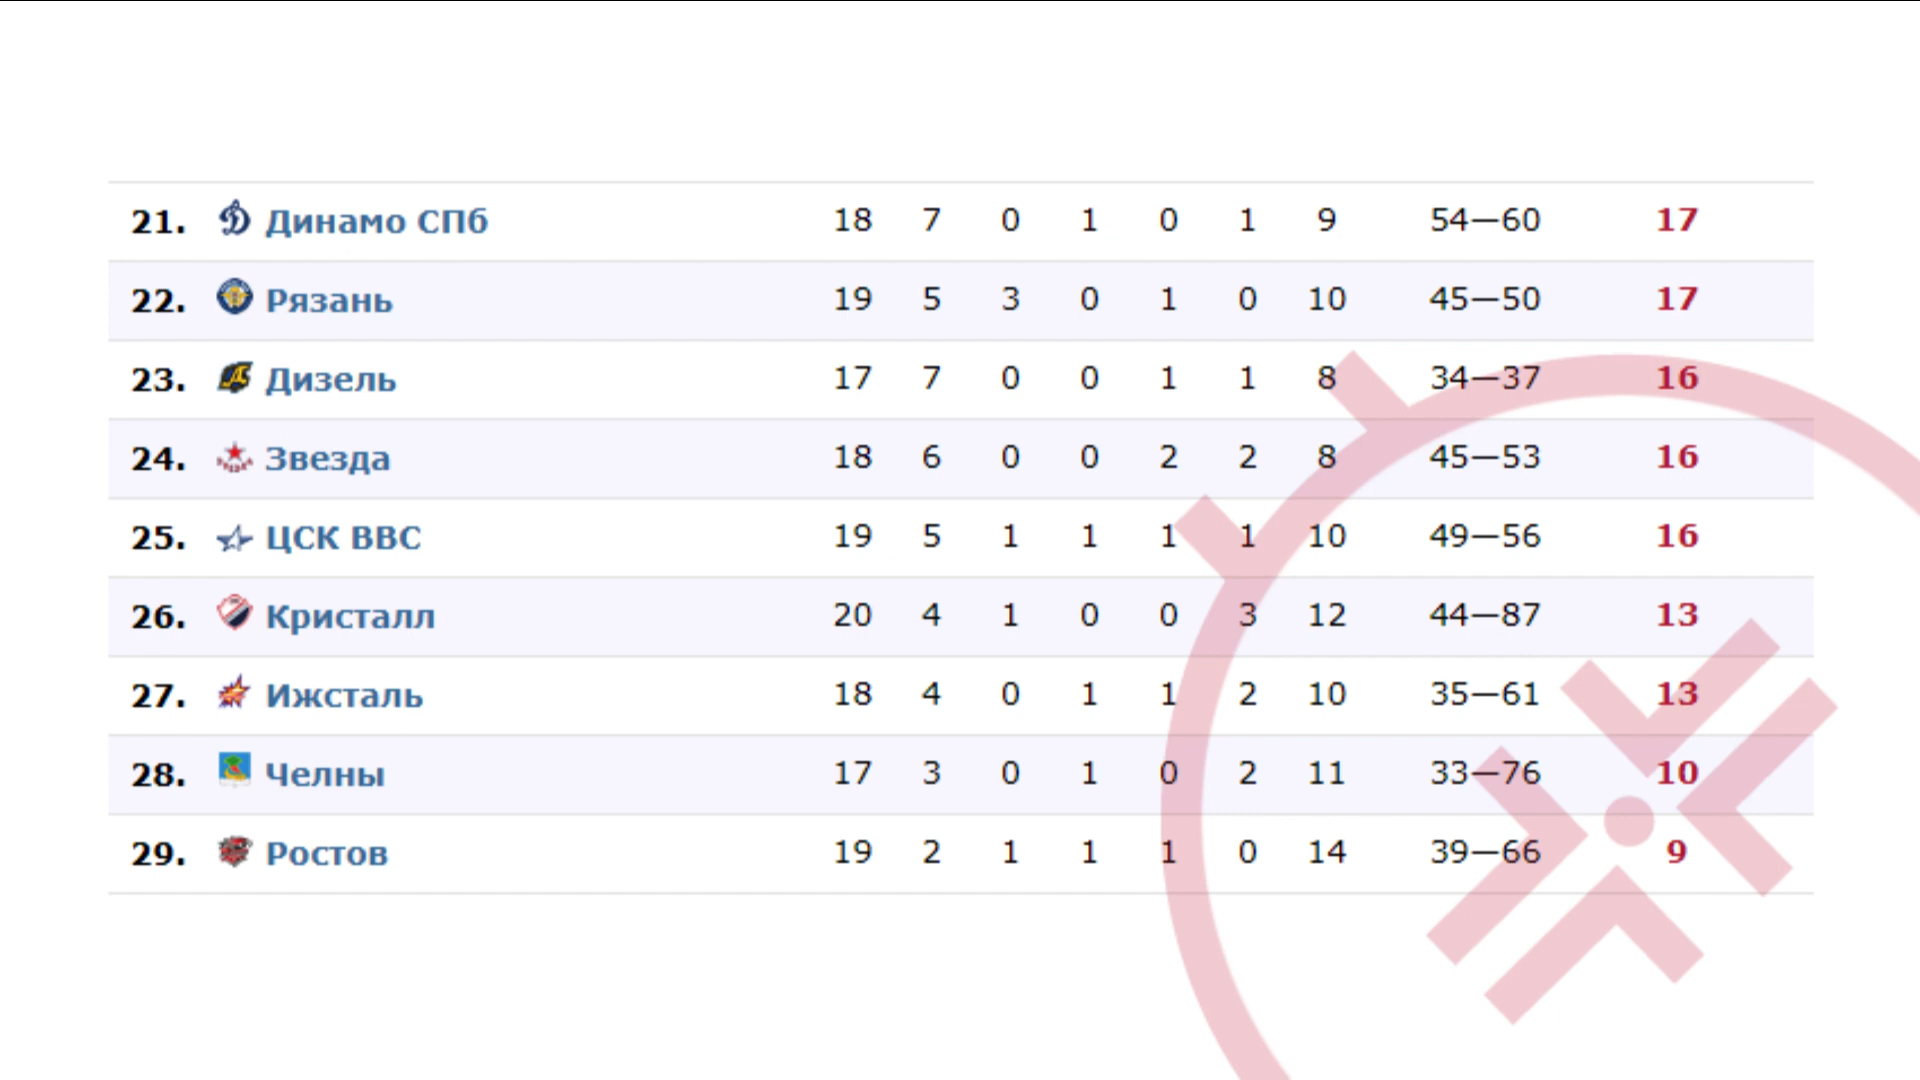 21. Динамо СПб 18 7 0 1 0 1 9 54—60 17
22. Рязань 19 5 3 0 1 0 10 45—50 17
23. Дизель 17 7 0 0 1 1 8 34—37 16
24. Звезда 18 6 0 0 2 2 8 45—53 16
25. ЦСК ВВС 19 5 1 1 1 1 10 49—56 16
26. Кристалл 20 4 1 0 0 3 12 44—87 13
27. Ижсталь 18 4 0 1 1 2 10 35—61 13
28. Челны 17 3 0 1 0 2 11 33—76 10
29. Ростов 19 2 1 1 1 0 14 39—66 9